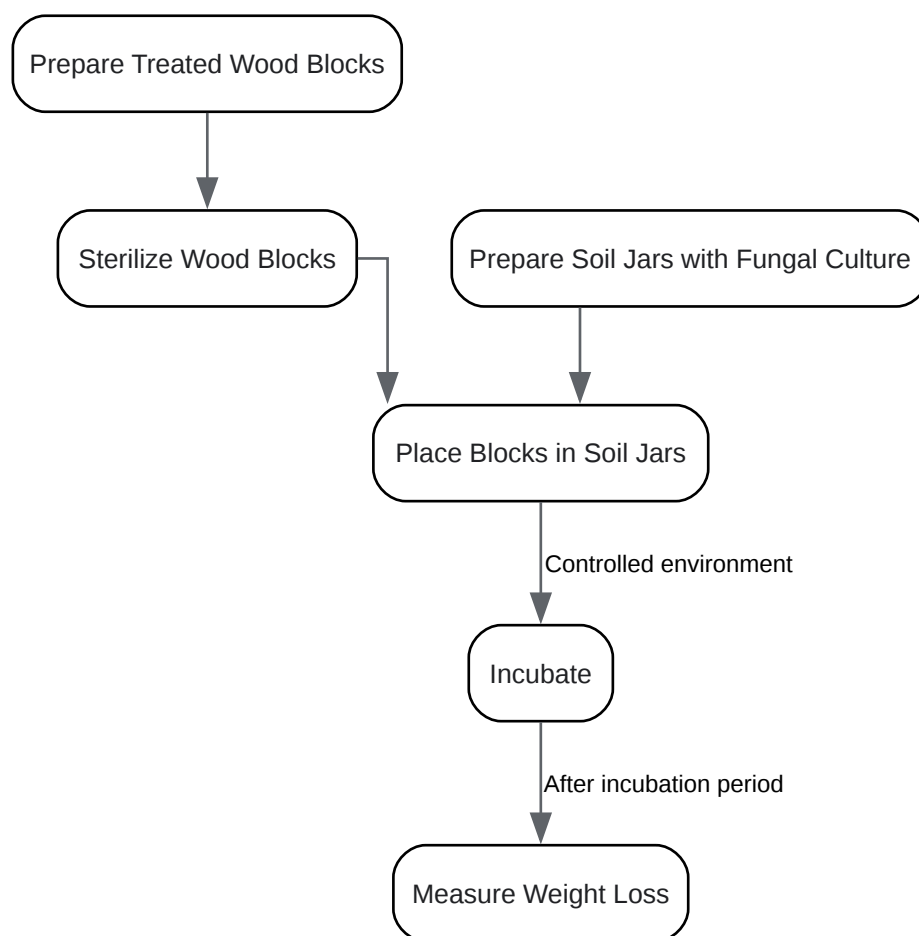 Prepare Treated Wood Blocks
Sterilize Wood Blocks
Prepare Soil Jars with Fungal Culture
Place Blocks in Soil Jars
Controlled environment
Incubate
After incubation period
Measure Weight Loss